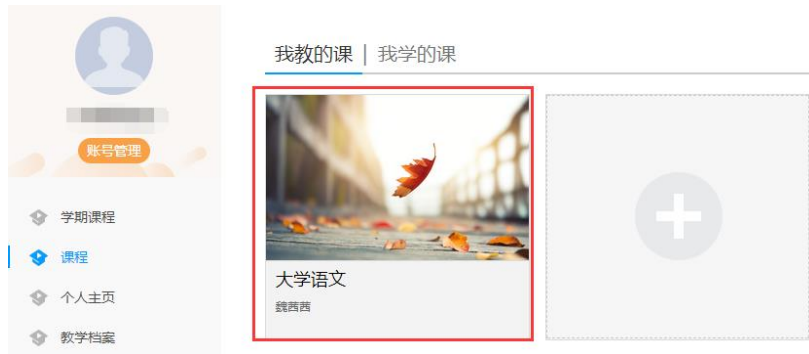 账号管理
学期课程
课程
个人主页
教学档案
我教的课 | 我学的课
大学语文
魏茜茜